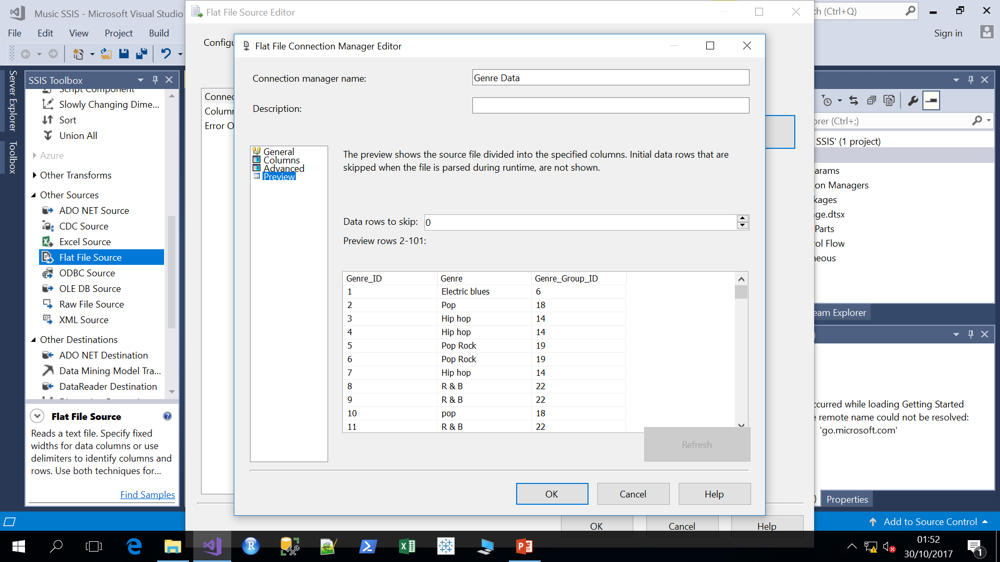 Music SSIS - Microsoft Visual Studio
Flat File Source Editor
ch (Ctrl+Q)
File Edit View Project Build
Sign in
Configu
Flat File Connection Manager Editor
Connection manager name:
Genre Data
Description:
Server Explorer
Toolbox
SSIS Toolbox
Script Component
Slowly Changing Dime...
Sort
Union All
Azure
Other Transforms
Other Sources
ADO NET Source
CDC Source
Excel Source
Flat File Source
ODBC Source
OLE DB Source
Raw File Source
XML Source
Other Destinations
ADO NET Destination
Data Mining Model Tra...
DataReader Destination
Flat File Source
Reads a text file. Specify fixed
widths for data columns or use
delimiters to identify columns and
rows. Use both techniques for...
Find Samples
Connec
Column
Error O
General
Columns
Advanced
Preview
The preview shows the source file divided into the specified columns. Initial data rows that are
skipped when the file is parsed during runtime, are not shown.
Data rows to skip: 0
Preview rows 2-101:
Genre_ID Genre Genre_Group_ID
1 Electric blues 6
2 Pop 18
3 Hip hop 14
4 Hip hop 14
5 Pop Rock 19
6 Pop Rock 19
7 Hip hop 14
8 R & B 22
9 R & B 22
10 pop 18
11 R & B 22
Refresh
OK Cancel Help
OK Cancel Help
orer (Ctrl+;)
SSIS' (1 project)
arams
on Managers
kages
ge.dtsx
Parts
ol Flow
neous
eam Explorer
ccurred while loading Getting Started
e remote name could not be resolved:
'go.microsoft.com'
Properties
Add to Source Control
01:52
30/10/2017
1